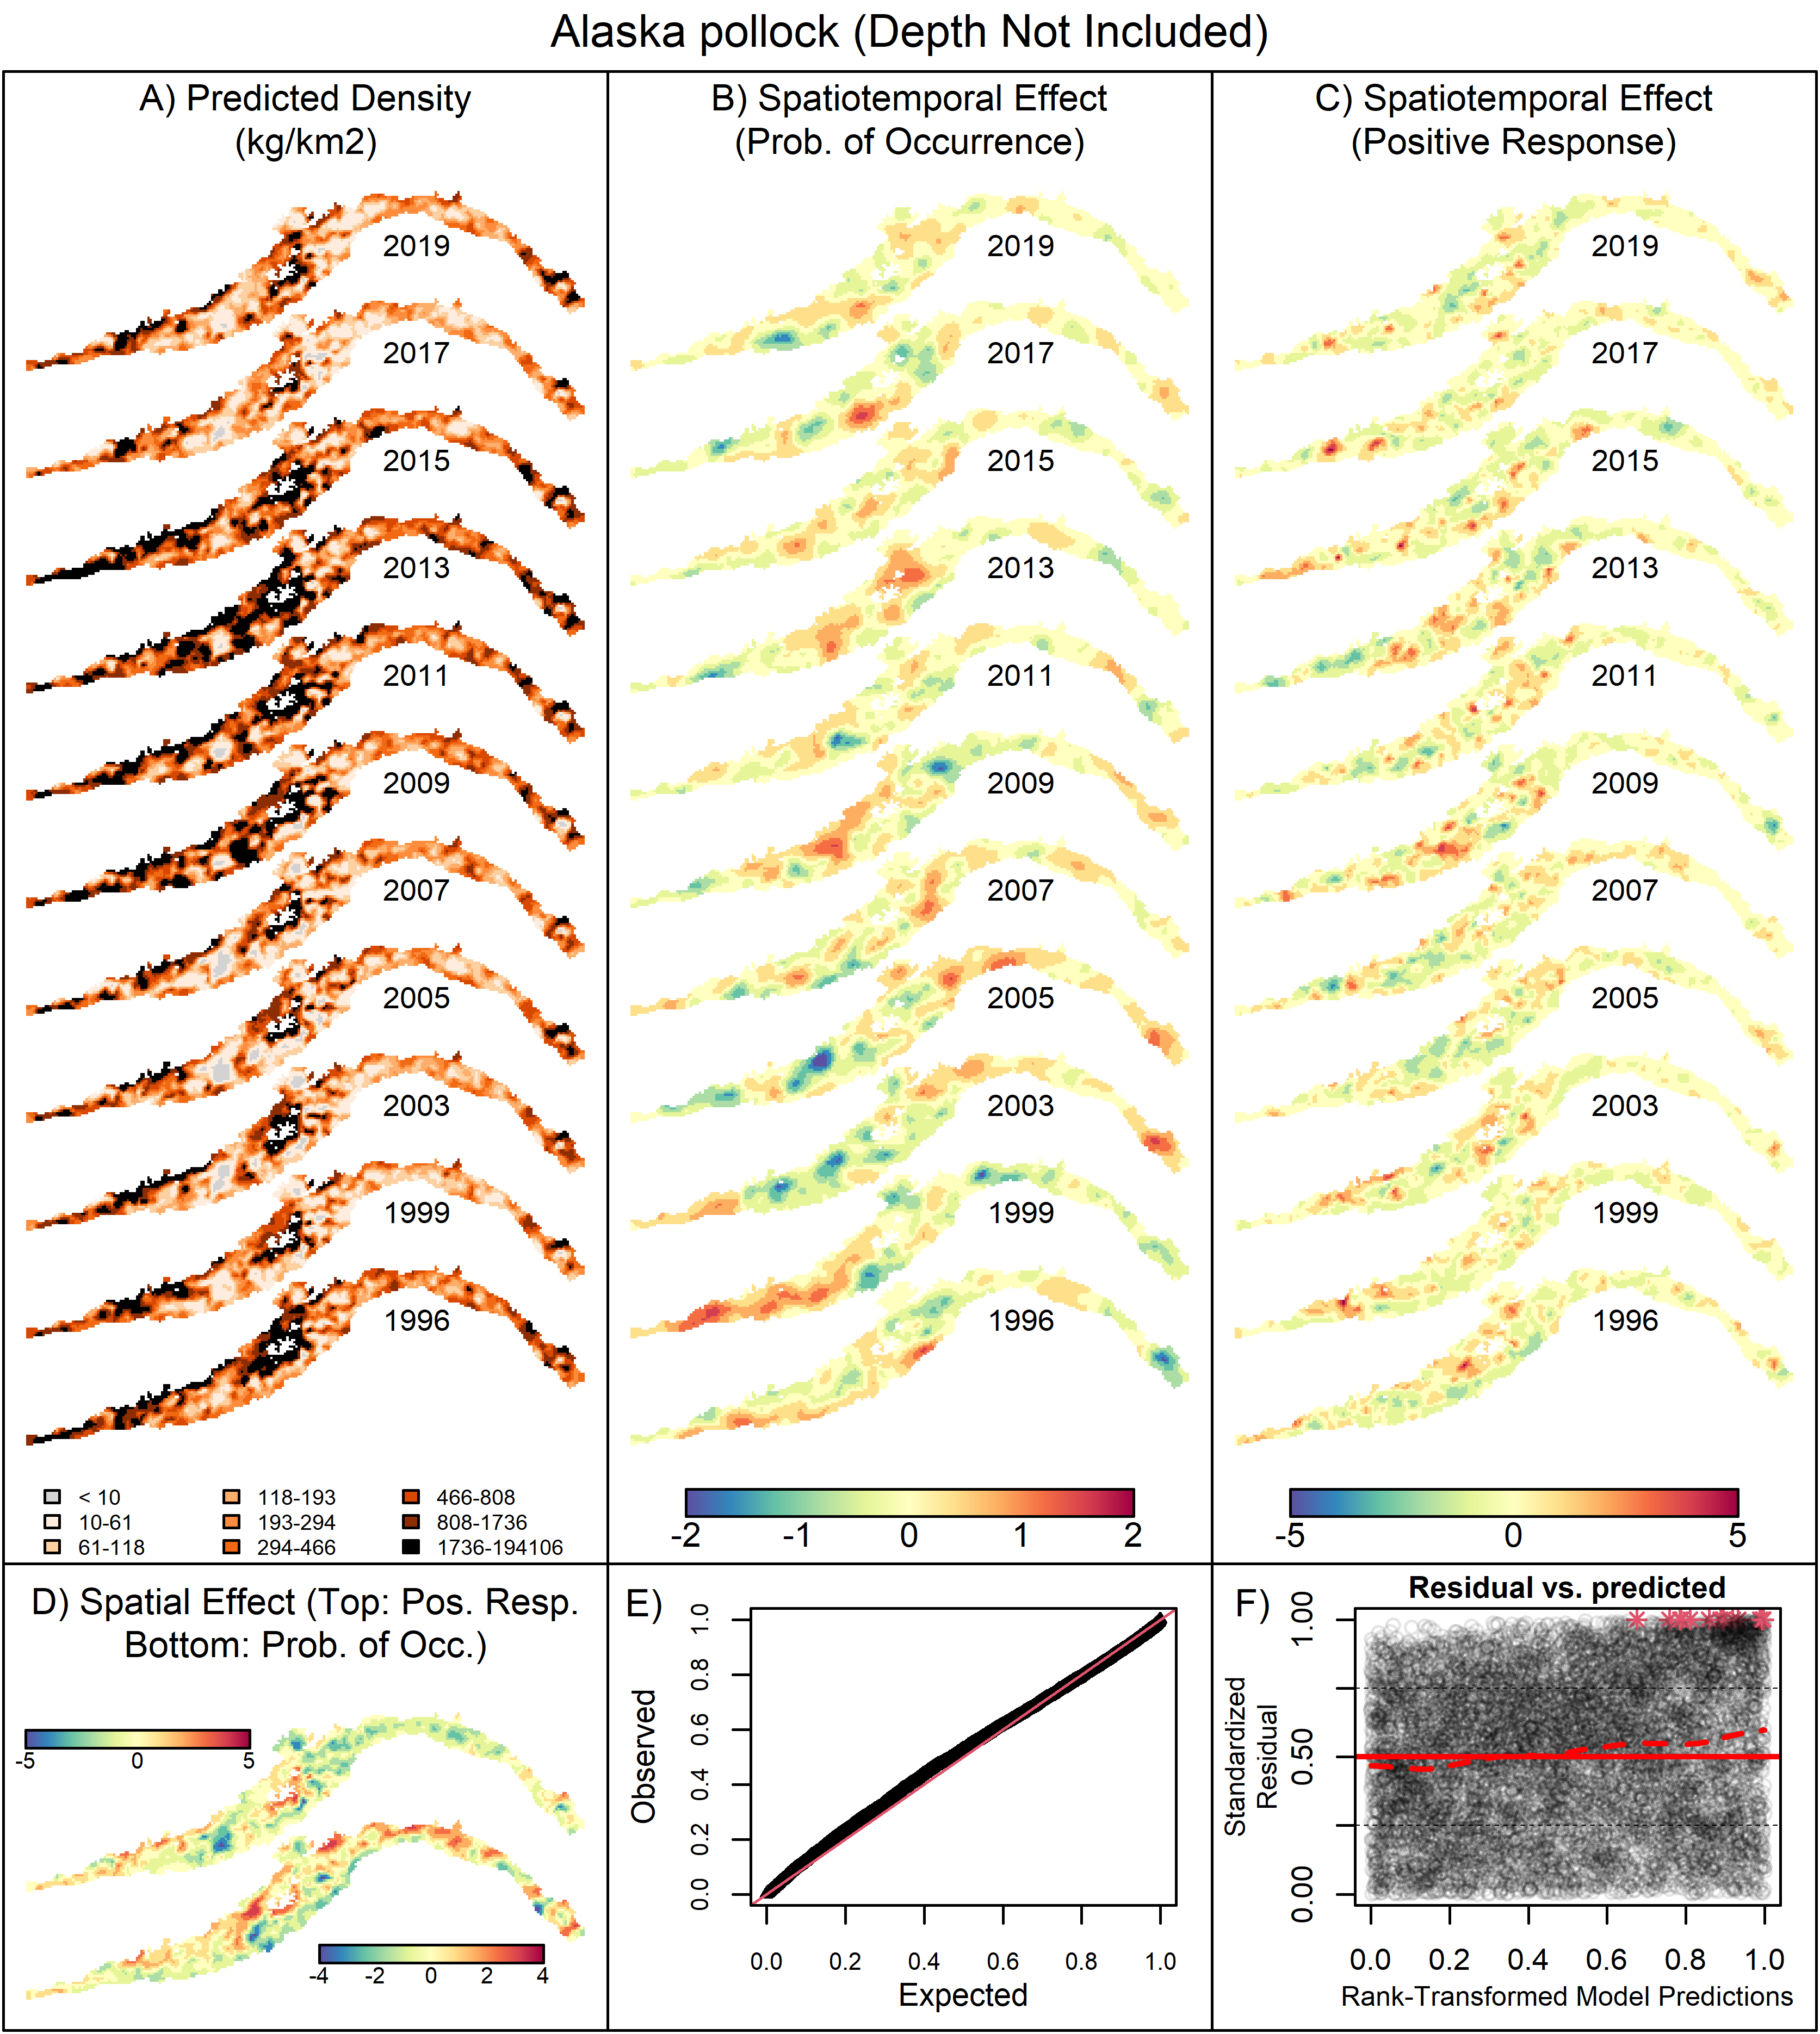 Alaska pollock (Depth Not Included)
A) Predicted Density
(kg/km2)
2019
2017
2015
2013
2011
2009
2007
2005
2003
1999
1996
< 10
10-61
61-118
118-193
193-294
294-466
466-808
808-1736
1736-194106
B) Spatiotemporal Effect
(Prob. of Occurrence)
2019
2017
2015
2013
2011
2009
2007
2005
2003
1999
1996
-2 -1 0 1 2
C) Spatiotemporal Effect
(Positive Response)
2019
2017
2015
2013
2011
2009
2007
2005
2003
1999
1996
-5 0 5
D) Spatial Effect (Top: Pos. Resp.
Bottom: Prob. of Occ.)
-5 0 5
-4 -2 0 2 4
E)
Observed
1.0
0.8
0.6
0.4
0.2
0.0
0.0 0.2 0.4 0.6 0.8 1.0
Expected
F)
Residual vs. predicted
Standardized
Residual
1.00
0.50
0.00
0.0 0.2 0.4 0.6 0.8 1.0
Rank-Transformed Model Predictions